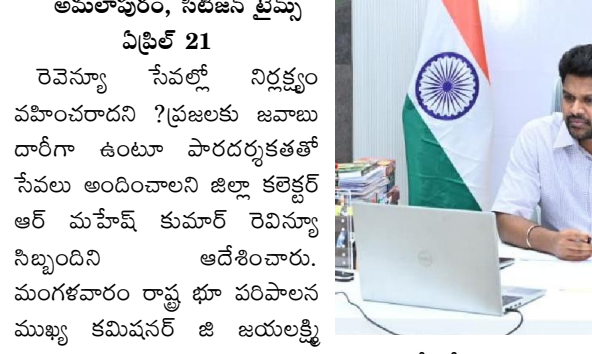 అమలాపురం, సిటిజన్ టైమ్స్
ఏప్రిల్ 21
రెవెన్యూ సేవల్లో నిర్లక్ష్యం
వహించరాదని ?ప్రజలకు జవాబు
దారీగా ఉంటూ పారదర్శకతతో
సేవలు అందించాలని జిల్లా కలెక్టర్
ఆర్ మహేష్ కుమార్ రెవిన్యూ
సిబ్బందిని ఆదేశించారు.
మంగళవారం రాష్ట్ర భూ పరిపాలన
ముఖ్య కమిషనర్ జి జయలక్ష్మి